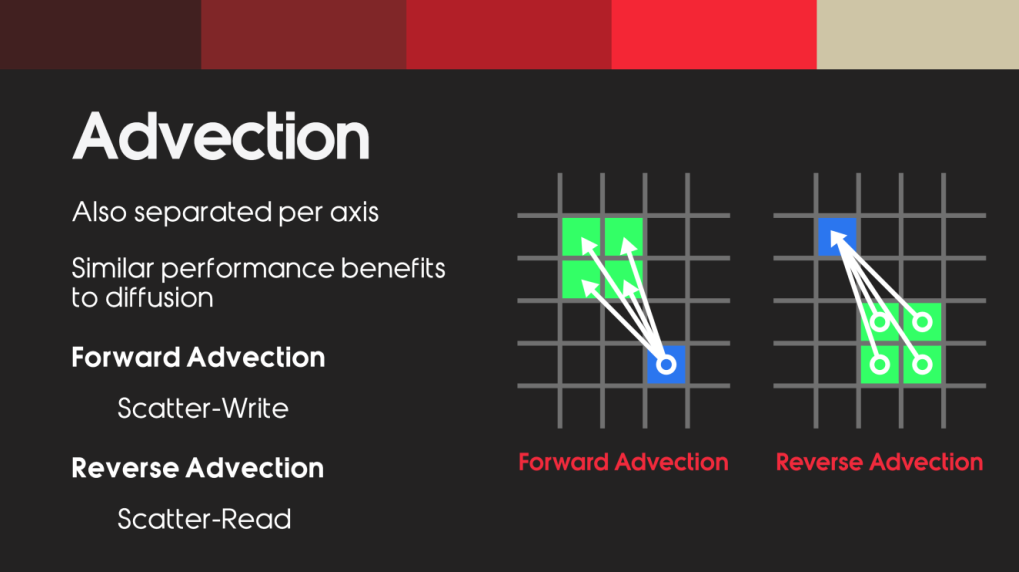 Advection
Also separated per axis
Similar performance benefits
to diffusion
Forward Advection
Scatter-Write
Reverse Advection
Scatter-Read
Forward Advection
Reverse Advection